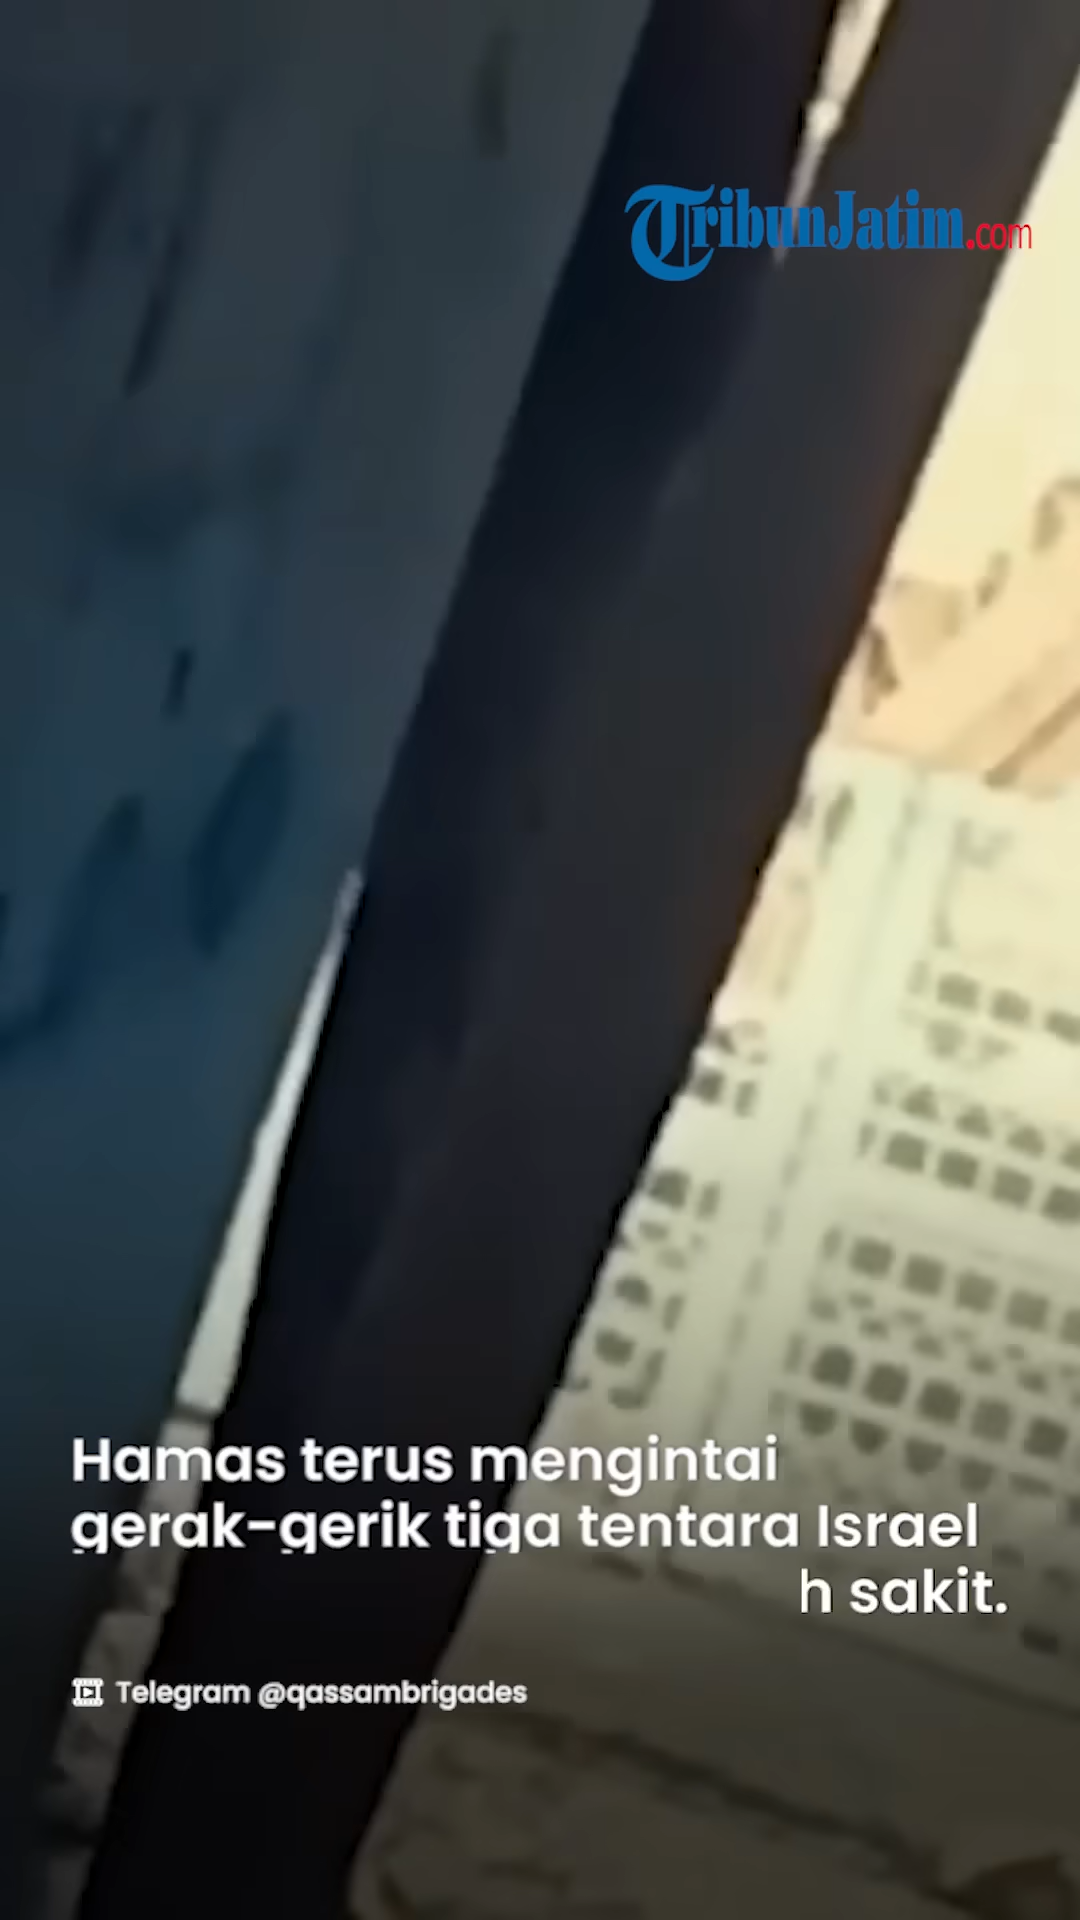 TribunJatim.com
Hamas terus mengintai
gerak-gerik tiga tentara Israel
h sakit.
Telegram @qassambrigades